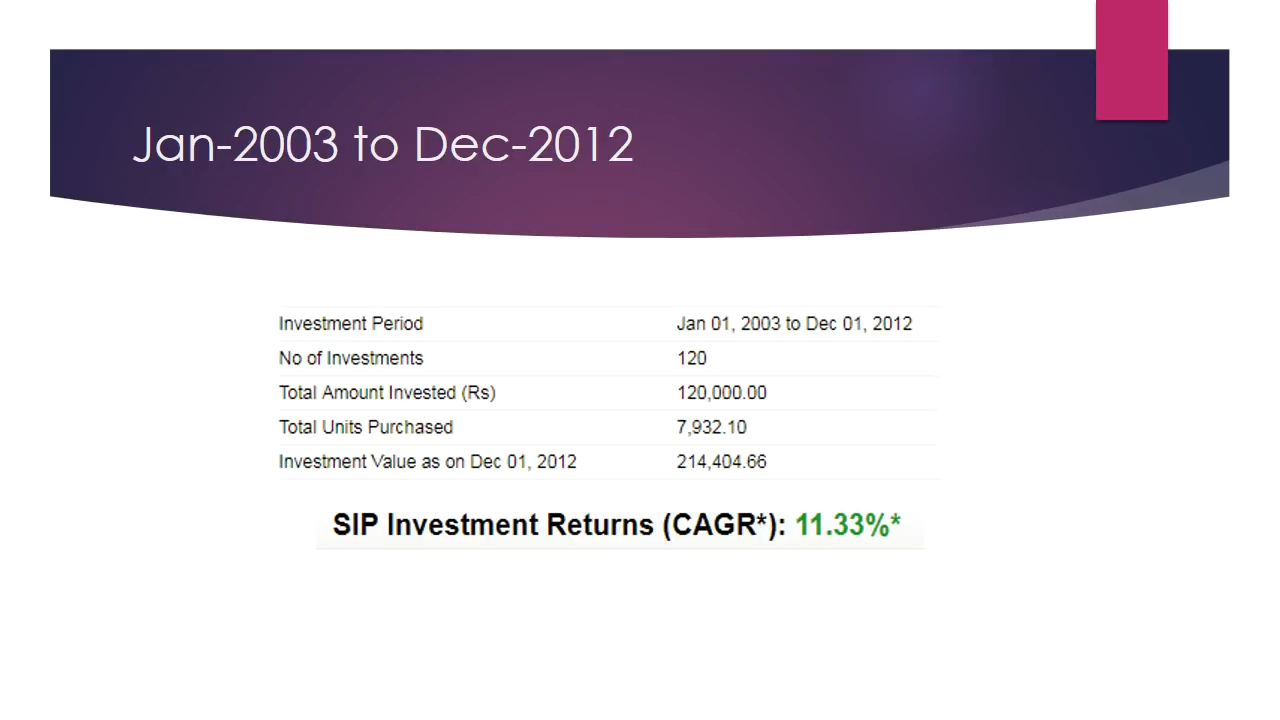 Jan-2003 to Dec-2012
Investment Period Jan 01, 2003 to Dec 01, 2012
No of Investments 120
Total Amount Invested (Rs) 120,000.00
Total Units Purchased 7,932.10
Investment Value as on Dec 01, 2012 214,404.66
SIP Investment Returns (CAGR*): 11.33%*